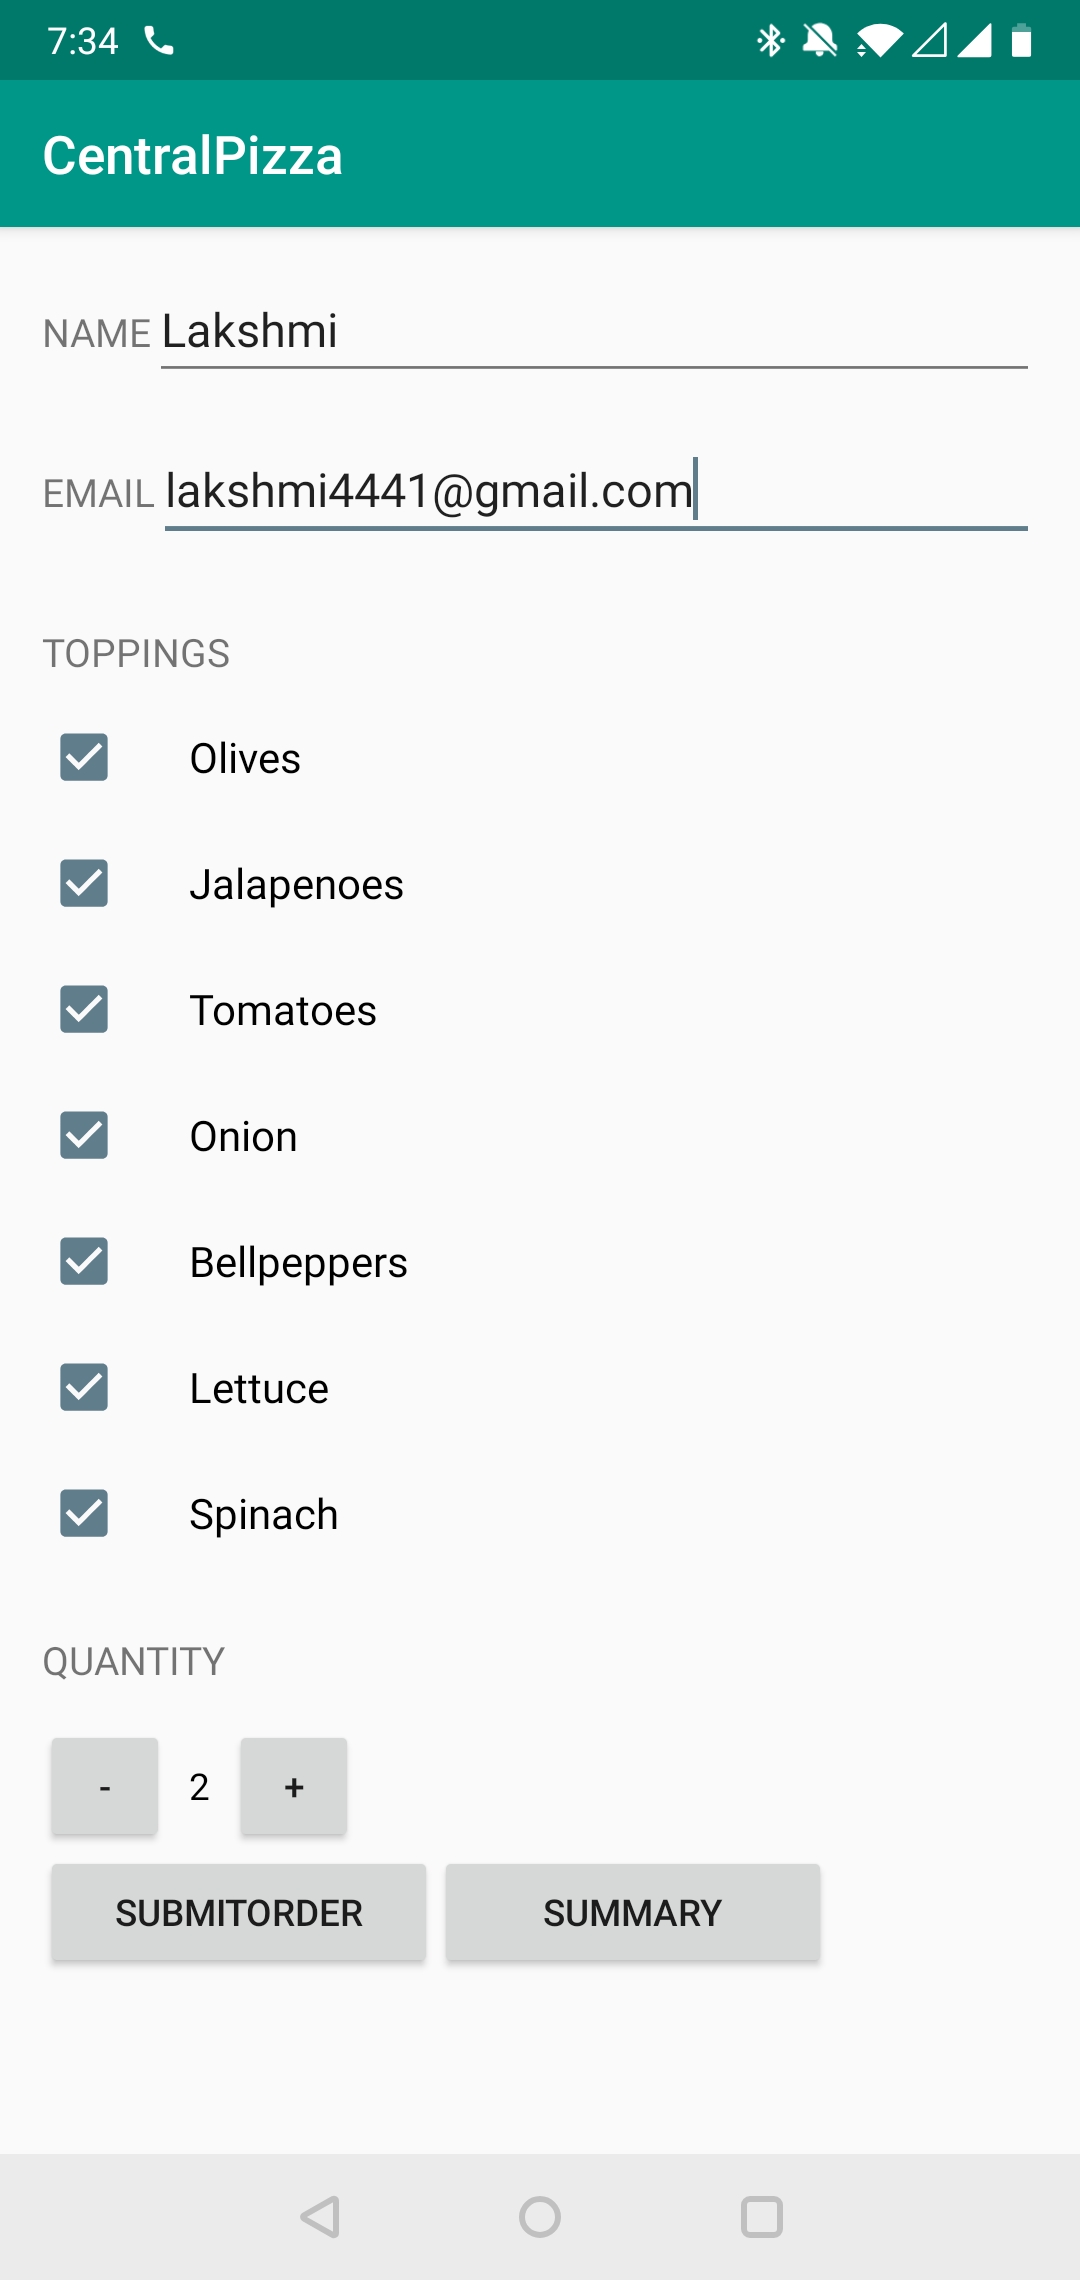 7:34
CentralPizza
NAME Lakshmi
EMAIL lakshmi4441@gmail.com
TOPPINGS
Olives
Jalapenoes
Tomatoes
Onion
Bellpeppers
Lettuce
Spinach
QUANTITY
- 2 +
SUBMITORDER SUMMARY